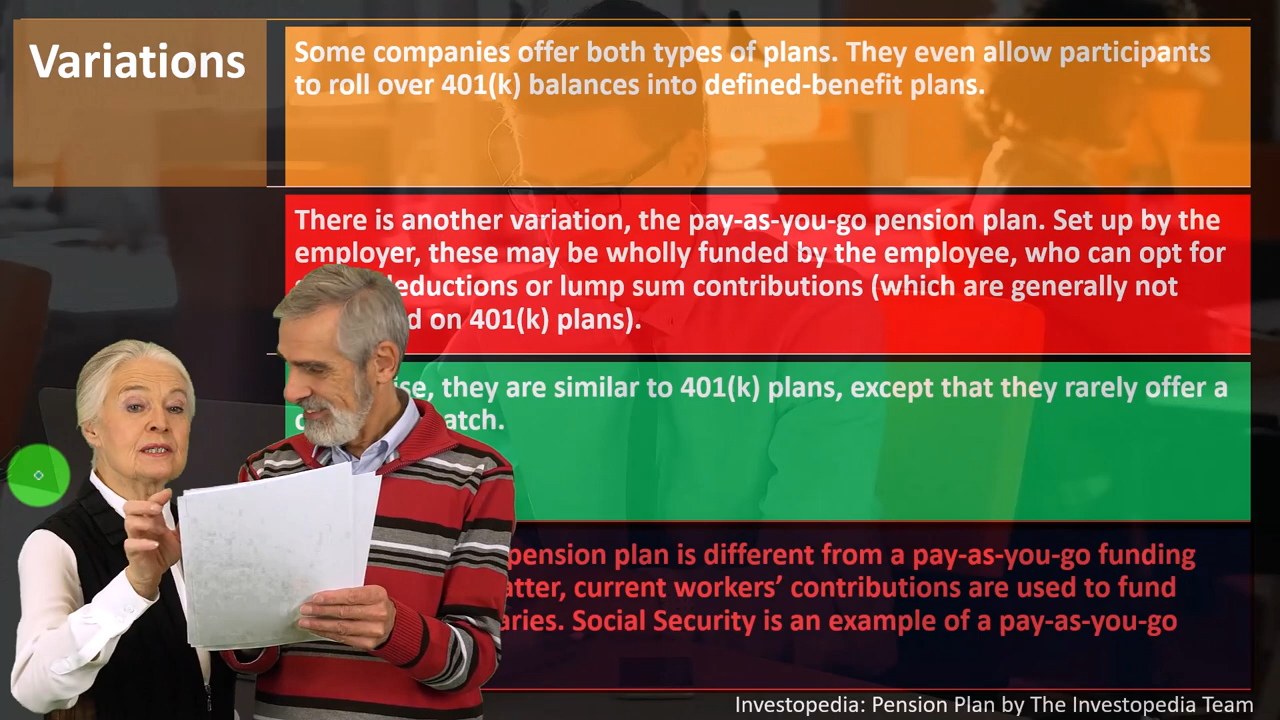 Variations
Some companies offer both types of plans. They even allow participants
to roll over 401(k) balances into defined-benefit plans.
There is another variation, the pay-as-you-go pension plan. Set up by the
employer, these may be wholly funded by the employee, who can opt for
or lump sum contributions (which are generally not
on 401(k) plans).
they are similar to 401(k) plans, except that they rarely offer a
pension plan is different from a pay-as-you-go funding
current workers’ contributions are used to fund
Social Security is an example of a pay-as-you-go
Investopedia: Pension Plan by The Investopedia Team